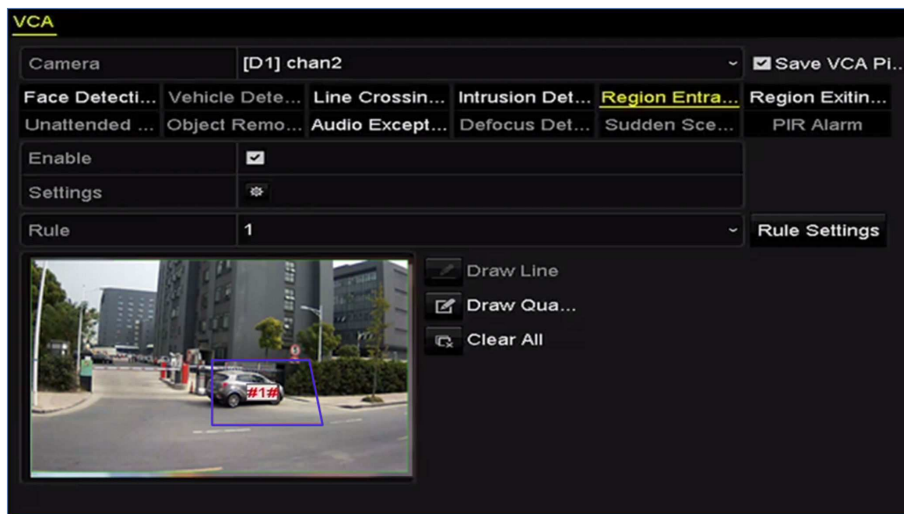 VCA
Camera [D1] chan2 Save VCA Pi..
Face Detecti... Vehicle Dete... Line Crossin... Intrusion Det... Region Entra... Region Exitin...
Unattended ... Object Remo... Audio Except... Defocus Det... Sudden Sce... PIR Alarm
Enable
Settings
Rule 1 Rule Settings
Draw Line
Draw Qua...
Clear All
#1#